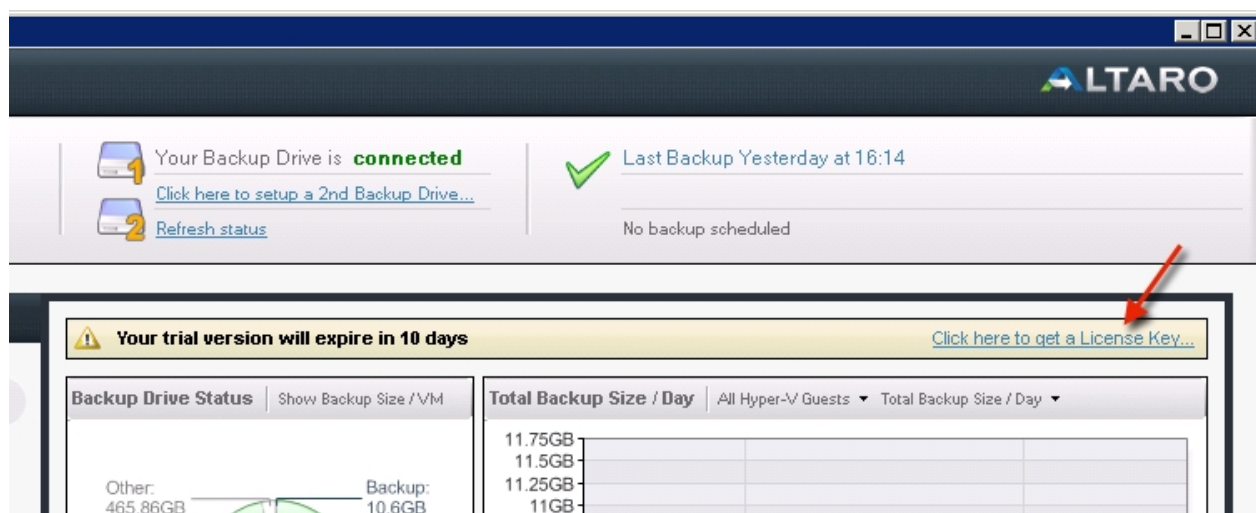 ALTARO
1
Your Backup Drive is connected
Click here to setup a 2nd Backup Drive...
2
Refresh status
Last Backup Yesterday at 16:14
No backup scheduled
Your trial version will expire in 10 days
Click here to get a License Key...
Backup Drive Status
Show Backup Size / VM
Total Backup Size / Day
All Hyper-V Guests
Total Backup Size / Day
Other:
465.86GB
Backup:
10.6GB
11.75GB
11.5GB
11.25GB
11GB